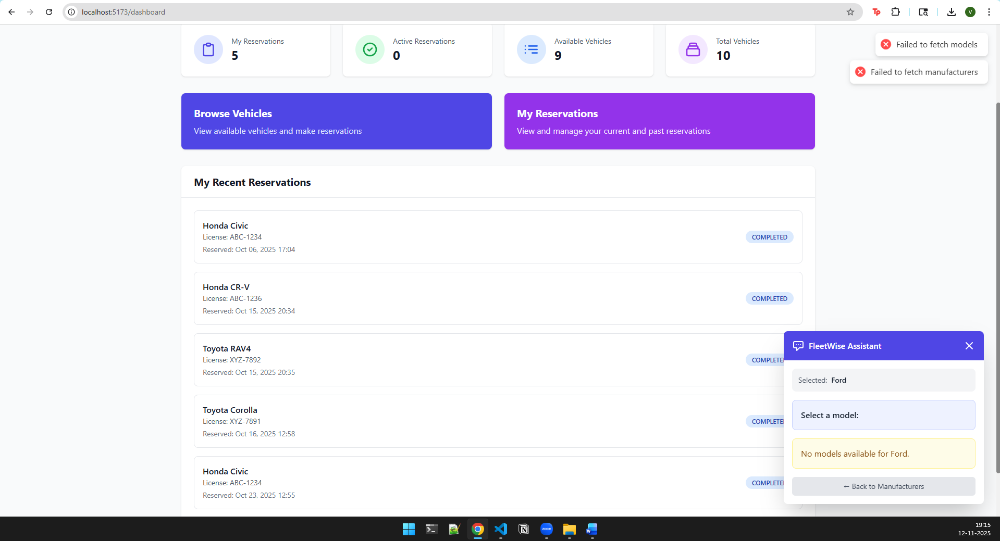 localhost:5173/dashboard
V
My Reservations
5
Active Reservations
0
Available Vehicles
9
Total Vehicles
10
Failed to fetch models
Failed to fetch manufacturers
Browse Vehicles
View available vehicles and make reservations
My Reservations
View and manage your current and past reservations
My Recent Reservations
Honda Civic
License: ABC-1234
Reserved: Oct 06, 2025 17:04
COMPLETED
Honda CR-V
License: ABC-1236
Reserved: Oct 15, 2025 20:34
COMPLETED
Toyota RAV4
License: XYZ-7892
Reserved: Oct 15, 2025 20:35
COMPLETE
Toyota Corolla
License: XYZ-7891
Reserved: Oct 16, 2025 12:58
COMPLETE
Honda Civic
License: ABC-1234
Reserved: Oct 23, 2025 12:55
COMPLETE
FleetWise Assistant
Selected: Ford
Select a model:
No models available for Ford.
← Back to Manufacturers
zoom
19:15
12-11-2025